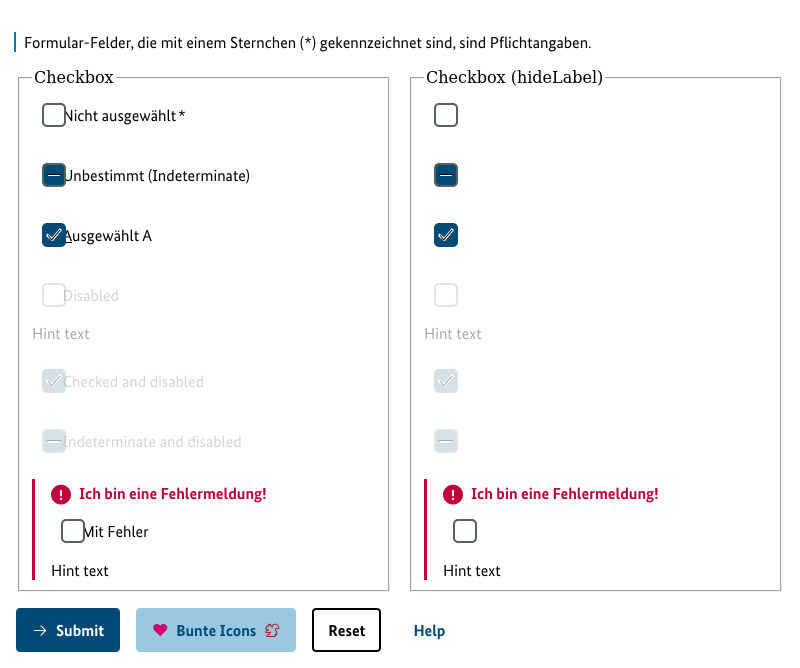 Formular-Felder, die mit einem Sternchen (*) gekennzeichnet sind, sind Pflichtangaben.
Checkbox
Nicht ausgewählt *
Unbestimmt (Indeterminate)
Ausgewählt A
Disabled
Hint text
Checked and disabled
Indeterminate and disabled
Ich bin eine Fehlermeldung!
Mit Fehler
Hint text
Checkbox (hideLabel)
Hint text
Ich bin eine Fehlermeldung!
Hint text
Submit
Bunte Icons
Reset
Help